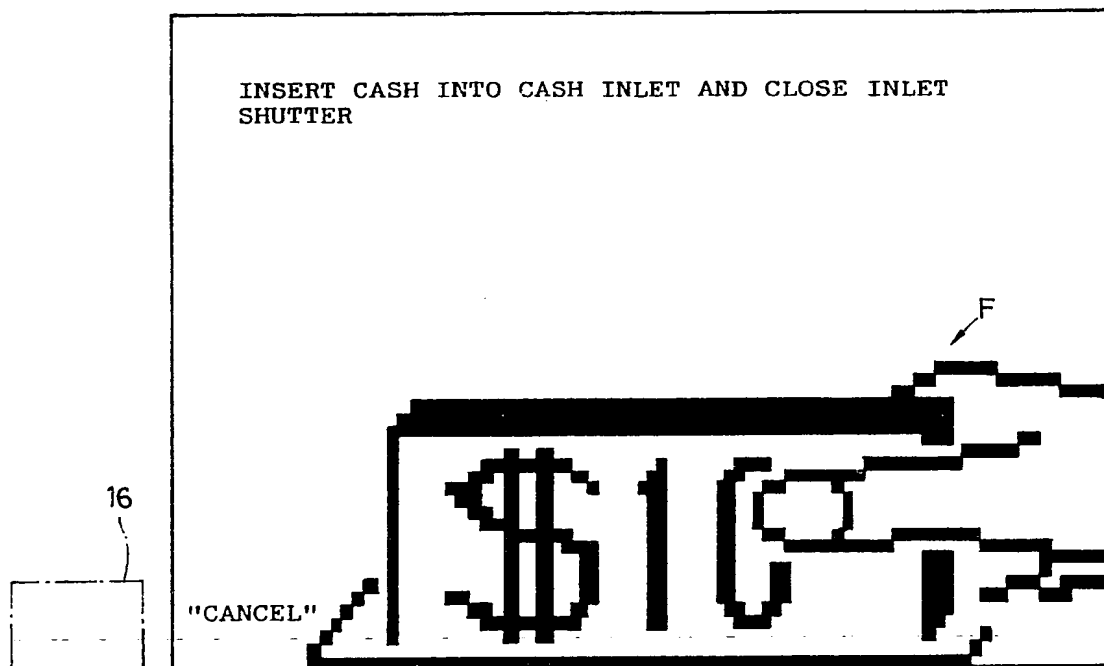 INSERT CASH INTO CASH INLET AND CLOSE INLET
SHUTTER
F
$10
16
"CANCEL"